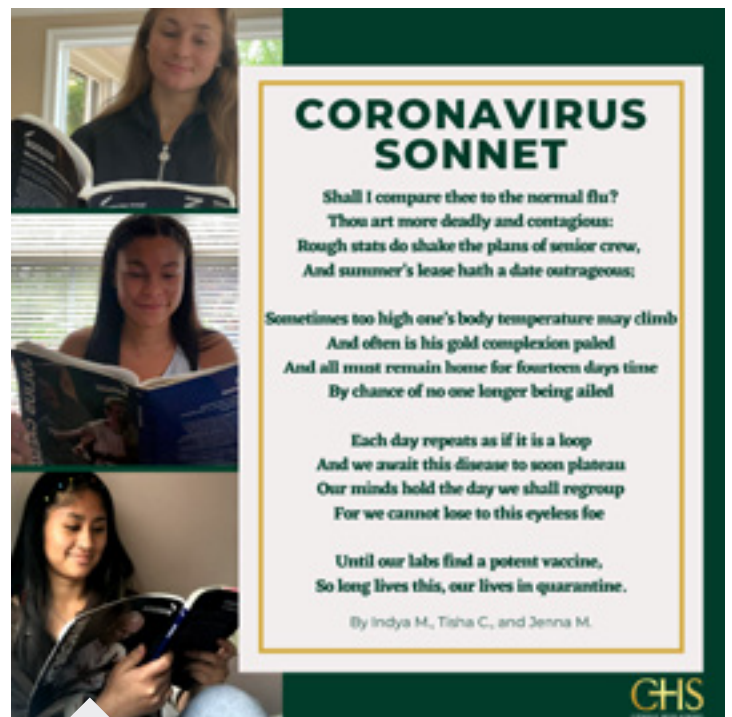 CORONAVIRUS
SONNET
Shall I compare thee to the normal flu?
Thou art more deadly and contagious:
Rough stats do shake the plans of senior crew,
And summer's lease hath a date outrageous;
Sometimes too high one's body temperature may climb
And often is his gold complexion paled
And all must remain home for fourteen days time
By chance of no one longer being ailed
Each day repeats as if it is a loop
And we await this disease to soon plateau
Our minds hold the day we shall regroup
For we cannot lose to this eyeless foe
Until our labs find a potent vaccine,
So long lives this, our lives in quarantine.
By Indya M., Tisha C., and Jenna M.
CHS